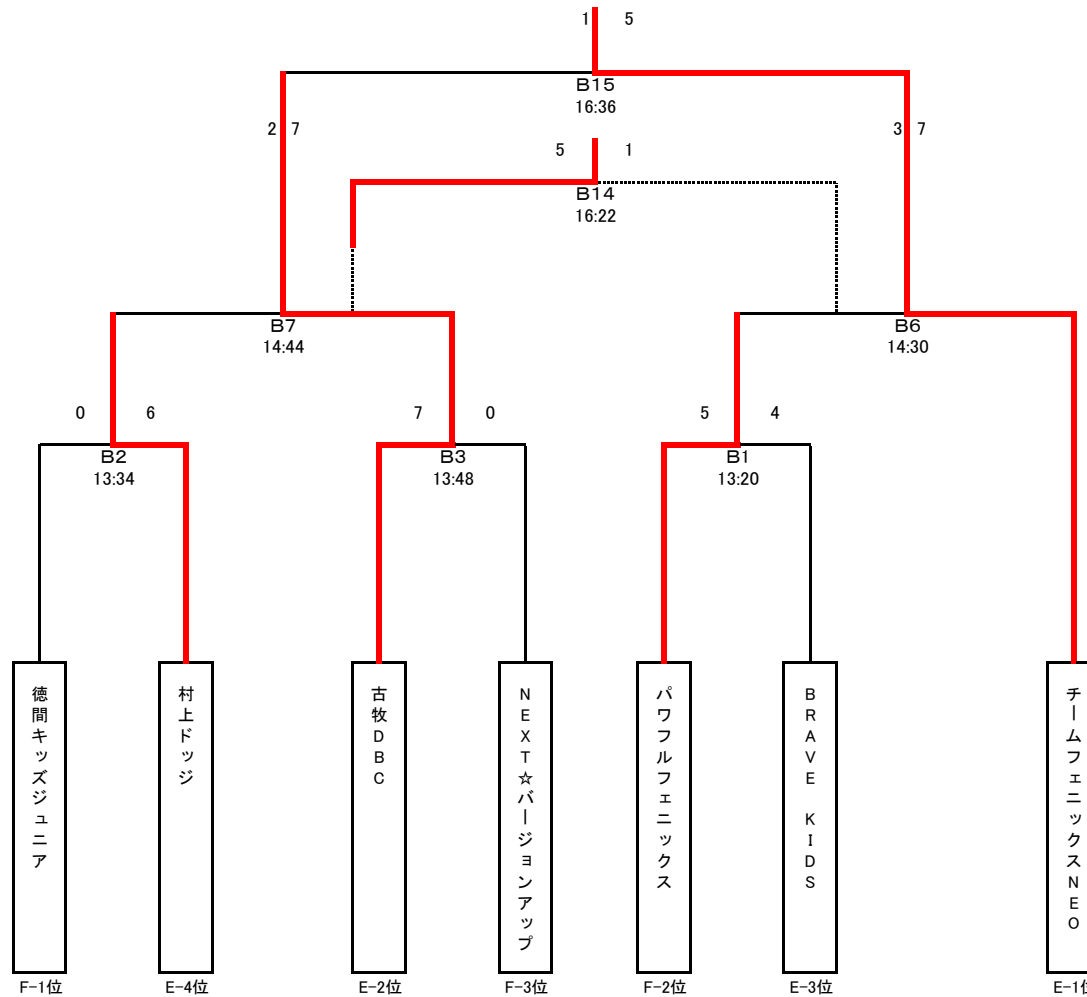 1 5
B15
16:36
2 7
3 7
5 1
B14
16:22
B7
14:44
B6
14:30
0 6
7 0
5 4
B2
13:34
B3
13:48
B1
13:20
徳間キッズジュニア
村上ドッジ
古牧DBC
NEXT☆バージョンアップ
パワフルフェニックス
BRAVE KIDS
チームフェニックスNEO
F-1位
E-4位
E-2位
F-3位
F-2位
E-3位
E-1位